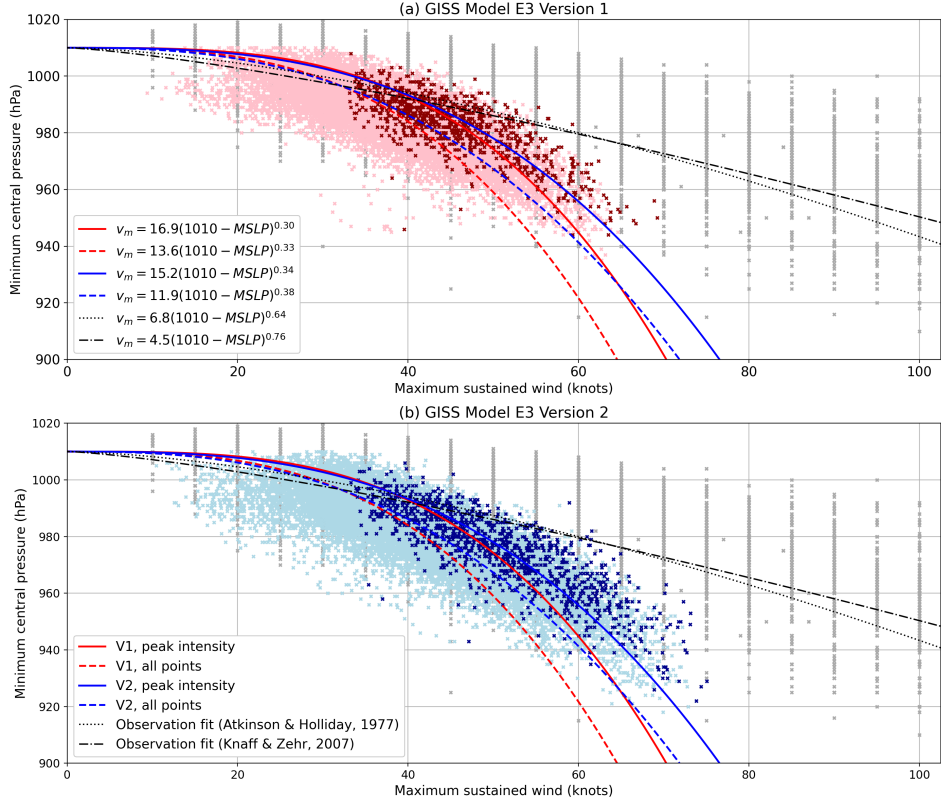 (a) GISS Model E3 Version 1
1020
1000
980
960
940
920
900
Minimum central pressure (hPa)
v_m = 16.9(1010 − MSLP)^0.30
v_m = 13.6(1010 − MSLP)^0.33
v_m = 15.2(1010 − MSLP)^0.34
v_m = 11.9(1010 − MSLP)^0.38
v_m = 6.8(1010 − MSLP)^0.64
v_m = 4.5(1010 − MSLP)^0.76
0 20 40 60 80 100
Maximum sustained wind (knots)
(b) GISS Model E3 Version 2
1020
1000
980
960
940
920
900
Minimum central pressure (hPa)
V1, peak intensity
V1, all points
V2, peak intensity
V2, all points
Observation fit (Atkinson & Holliday, 1977)
Observation fit (Knaff & Zehr, 2007)
0 20 40 60 80 100
Maximum sustained wind (knots)